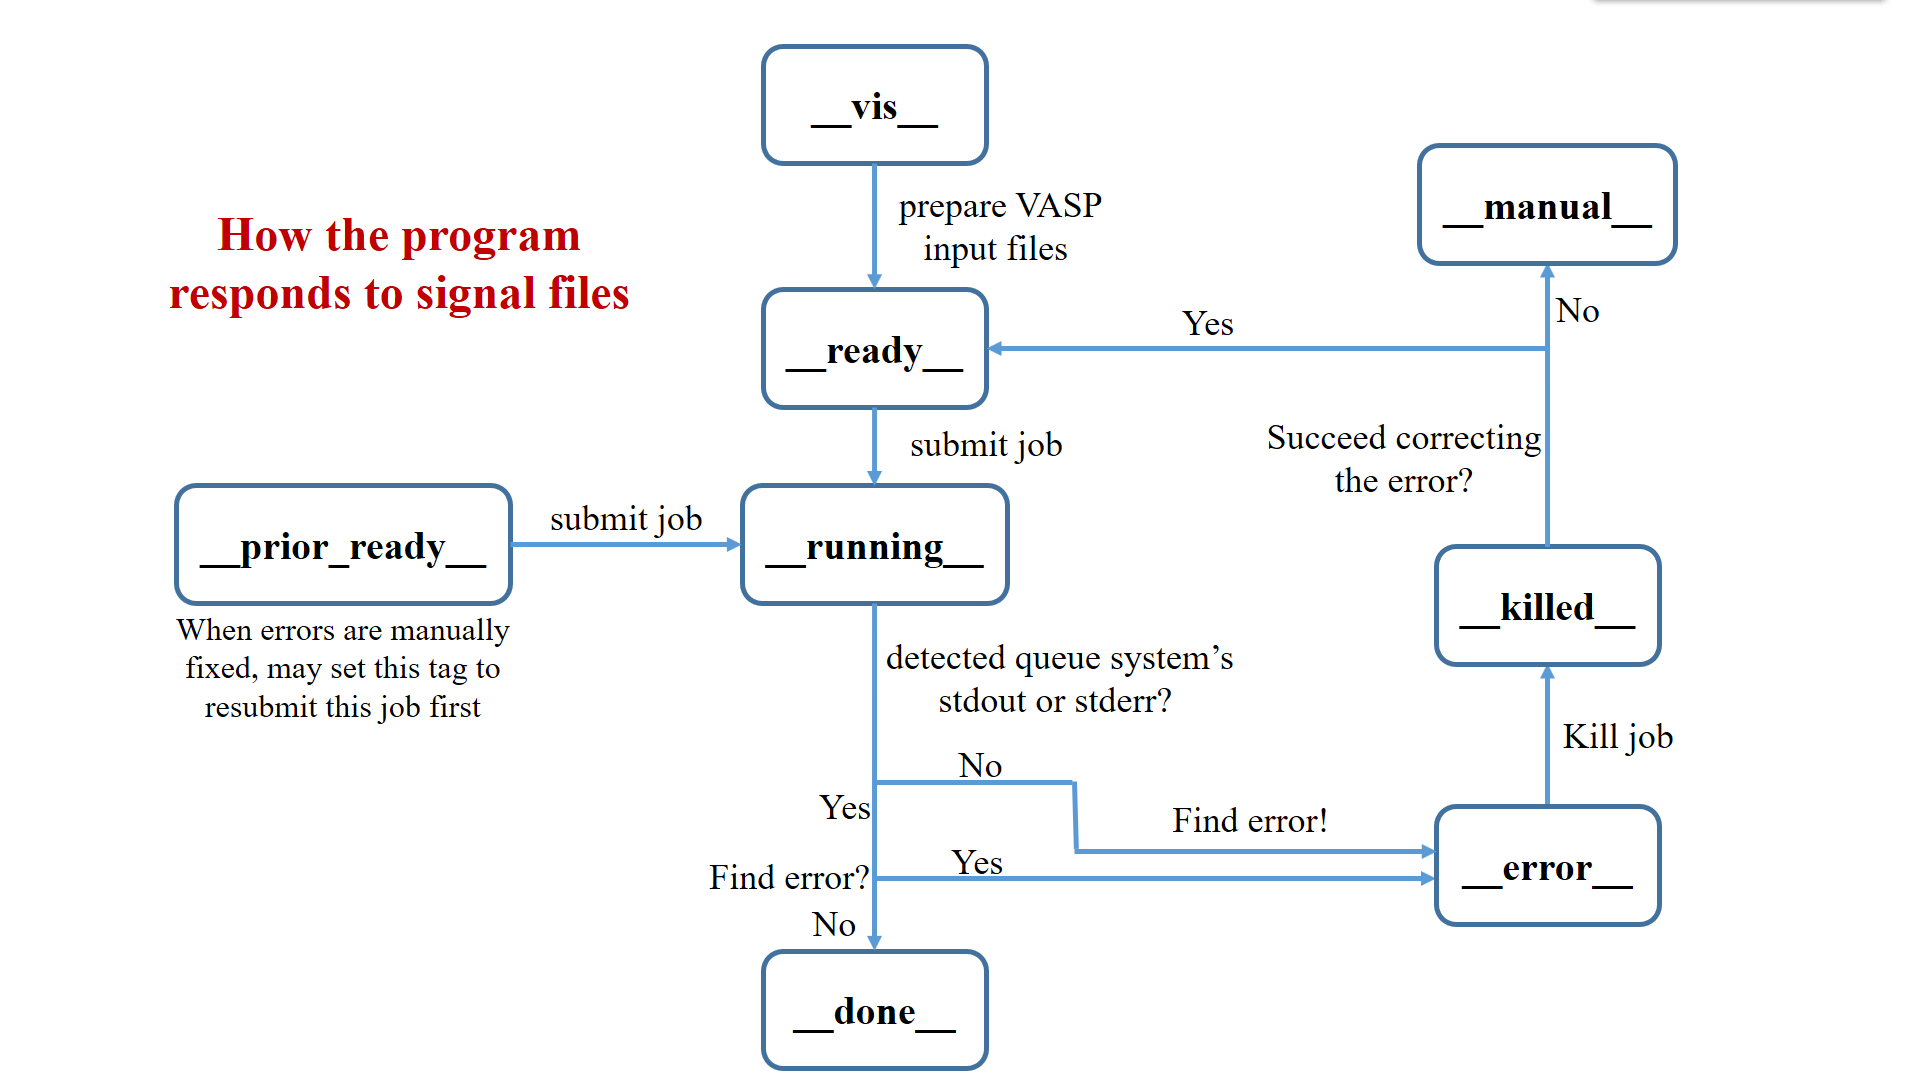 __vis__
prepare VASP
input files
__manual__
How the program
responds to signal files
No
Yes
__ready__
submit job
Succeed correcting
the error?
submit job
__prior_ready__
__running__
When errors are manually
fixed, may set this tag to
resubmit this job first
__killed__
detected queue system’s
stdout or stderr?
Kill job
No
Yes
Find error!
Find error?
Yes
__error__
No
__done__